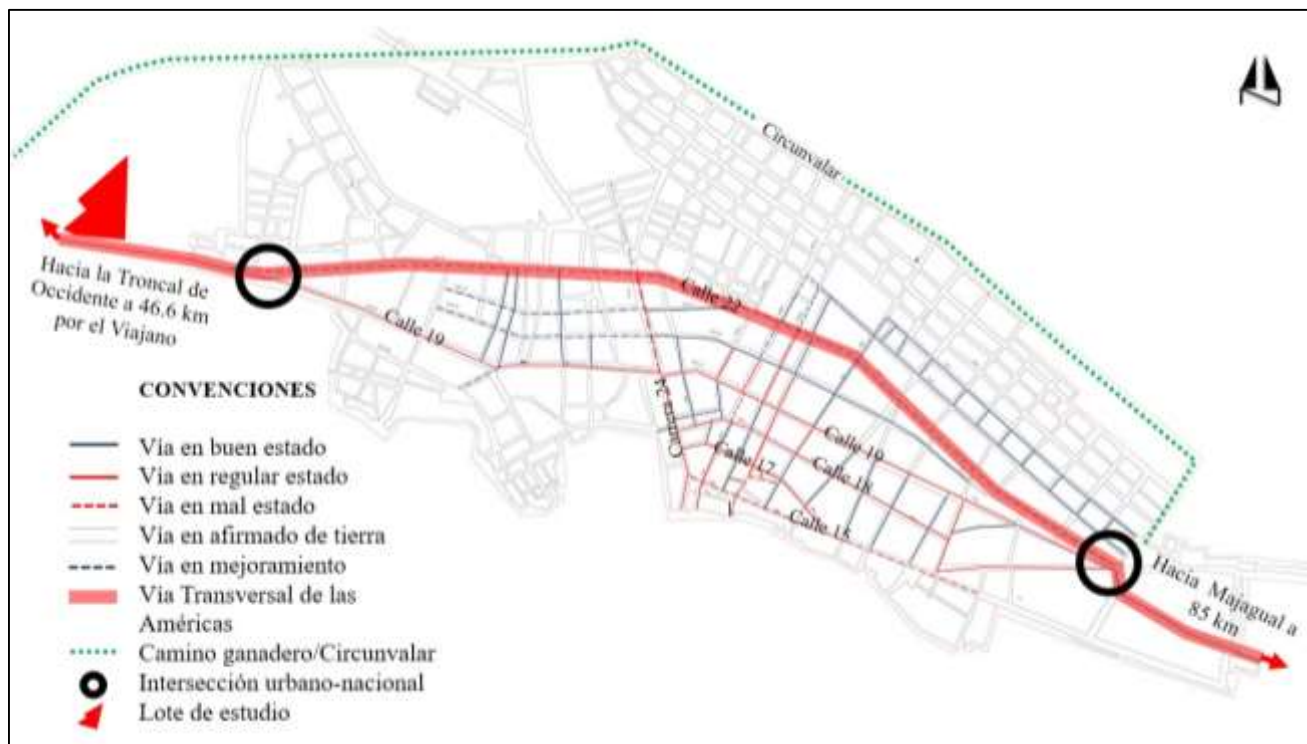 Circunvalar
Hacia la Troncal de
Occidente a 46.6 km
por el Viajano
Calle 22
Calle 19
Carrera 34
Calle 19
Calle 18
Calle 17
Calle 15
Hacia Majagual a
85 km
CONVENCIONES
Vía en buen estado
Vía en regular estado
Vía en mal estado
Vía en afirmado de tierra
Vía en mejoramiento
Vía Transversal de las
Américas
Camino ganadero/Circunvalar
Intersección urbano-nacional
Lote de estudio